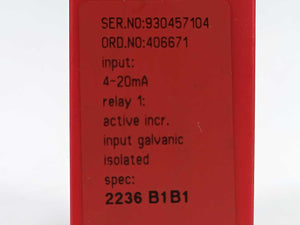 SER.NO:930457104
ORD.NO:406671
input:
4-20mA
relay 1:
active incr.
input galvanic
isolated
spec:
2236 B1B1